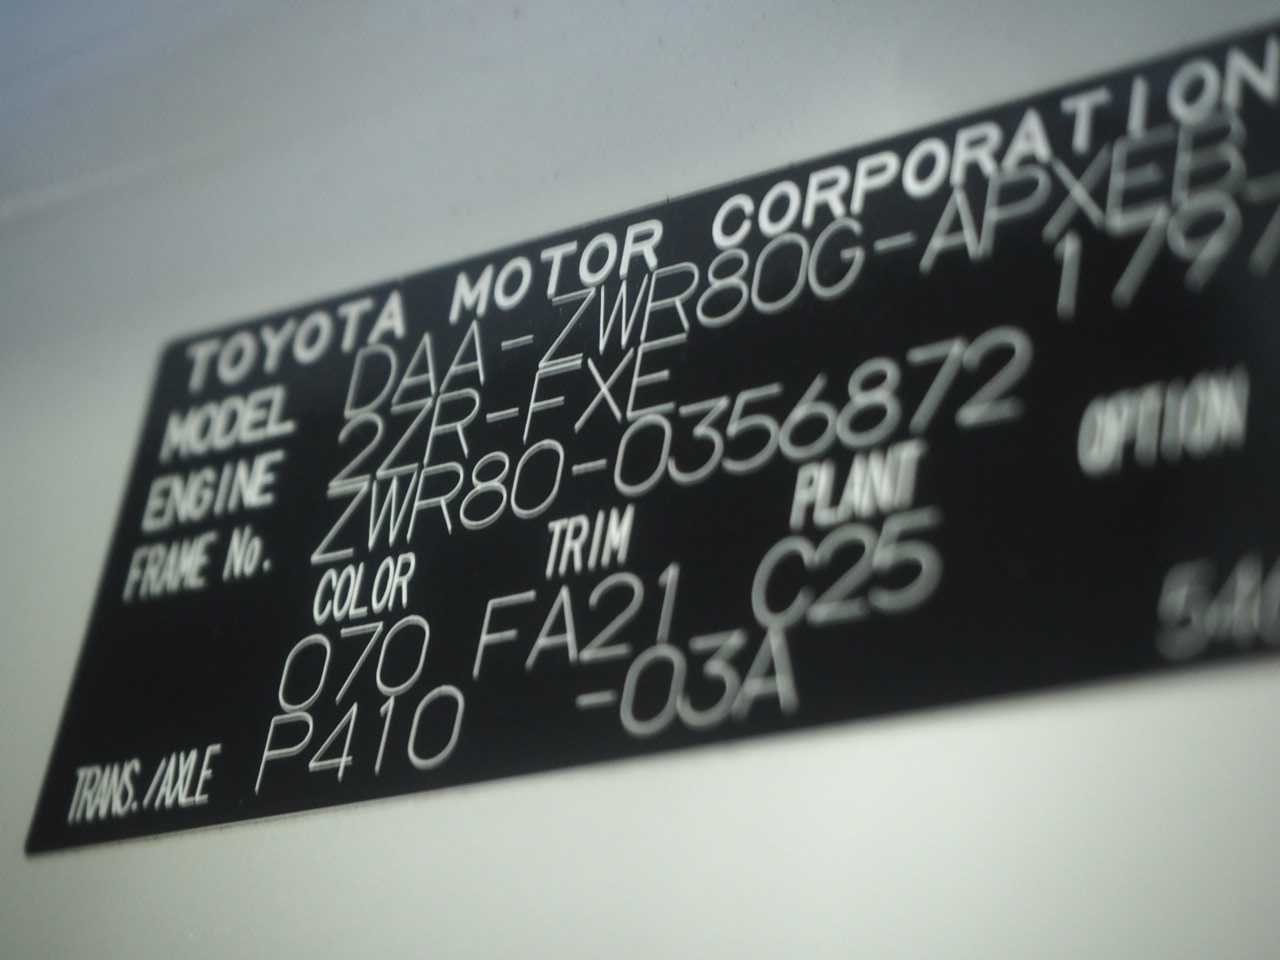 TOYOTA MOTOR CORPORATION
MODEL DAA-ZWR80G-APXEB
ENGINE 2ZR-FXE 1797
FRAME No. ZWR80-0356872
COLOR TRIM PLANT OPTION
070 FA21 C25
TRANS./AXLE P410 -03A